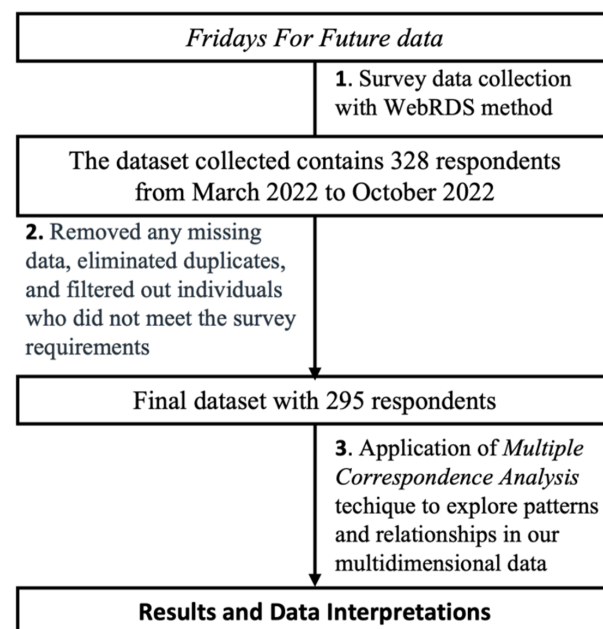 Fridays For Future data
1. Survey data collection
with WebRDS method
The dataset collected contains 328 respondents
from March 2022 to October 2022
2. Removed any missing
data, eliminated duplicates,
and filtered out individuals
who did not meet the survey
requirements
Final dataset with 295 respondents
3. Application of Multiple
Correspondence Analysis
techique to explore patterns
and relationships in our
multidimensional data
Results and Data Interpretations